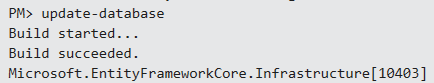 PM> update-database
Build started...
Build succeeded.
Microsoft.EntityFrameworkCore.Infrastructure[10403]